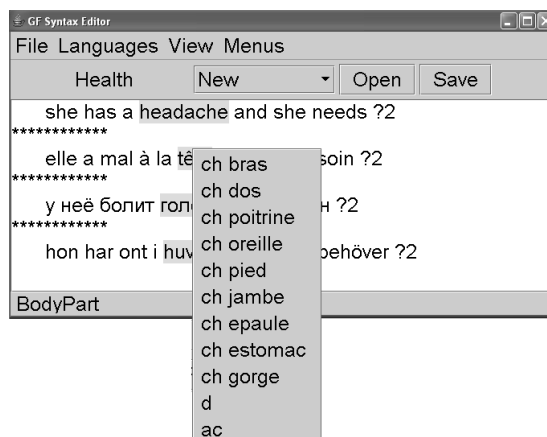 GF Syntax Editor
File Languages View Menus
Health New Open Save
she has a headache and she needs ?2
************
elle a mal à la tê soin ?2
************
у неё болит гол н ?2
************
hon har ont i huv behöver ?2
BodyPart
ch bras
ch dos
ch poitrine
ch oreille
ch pied
ch jambe
ch epaule
ch estomac
ch gorge
d
ac